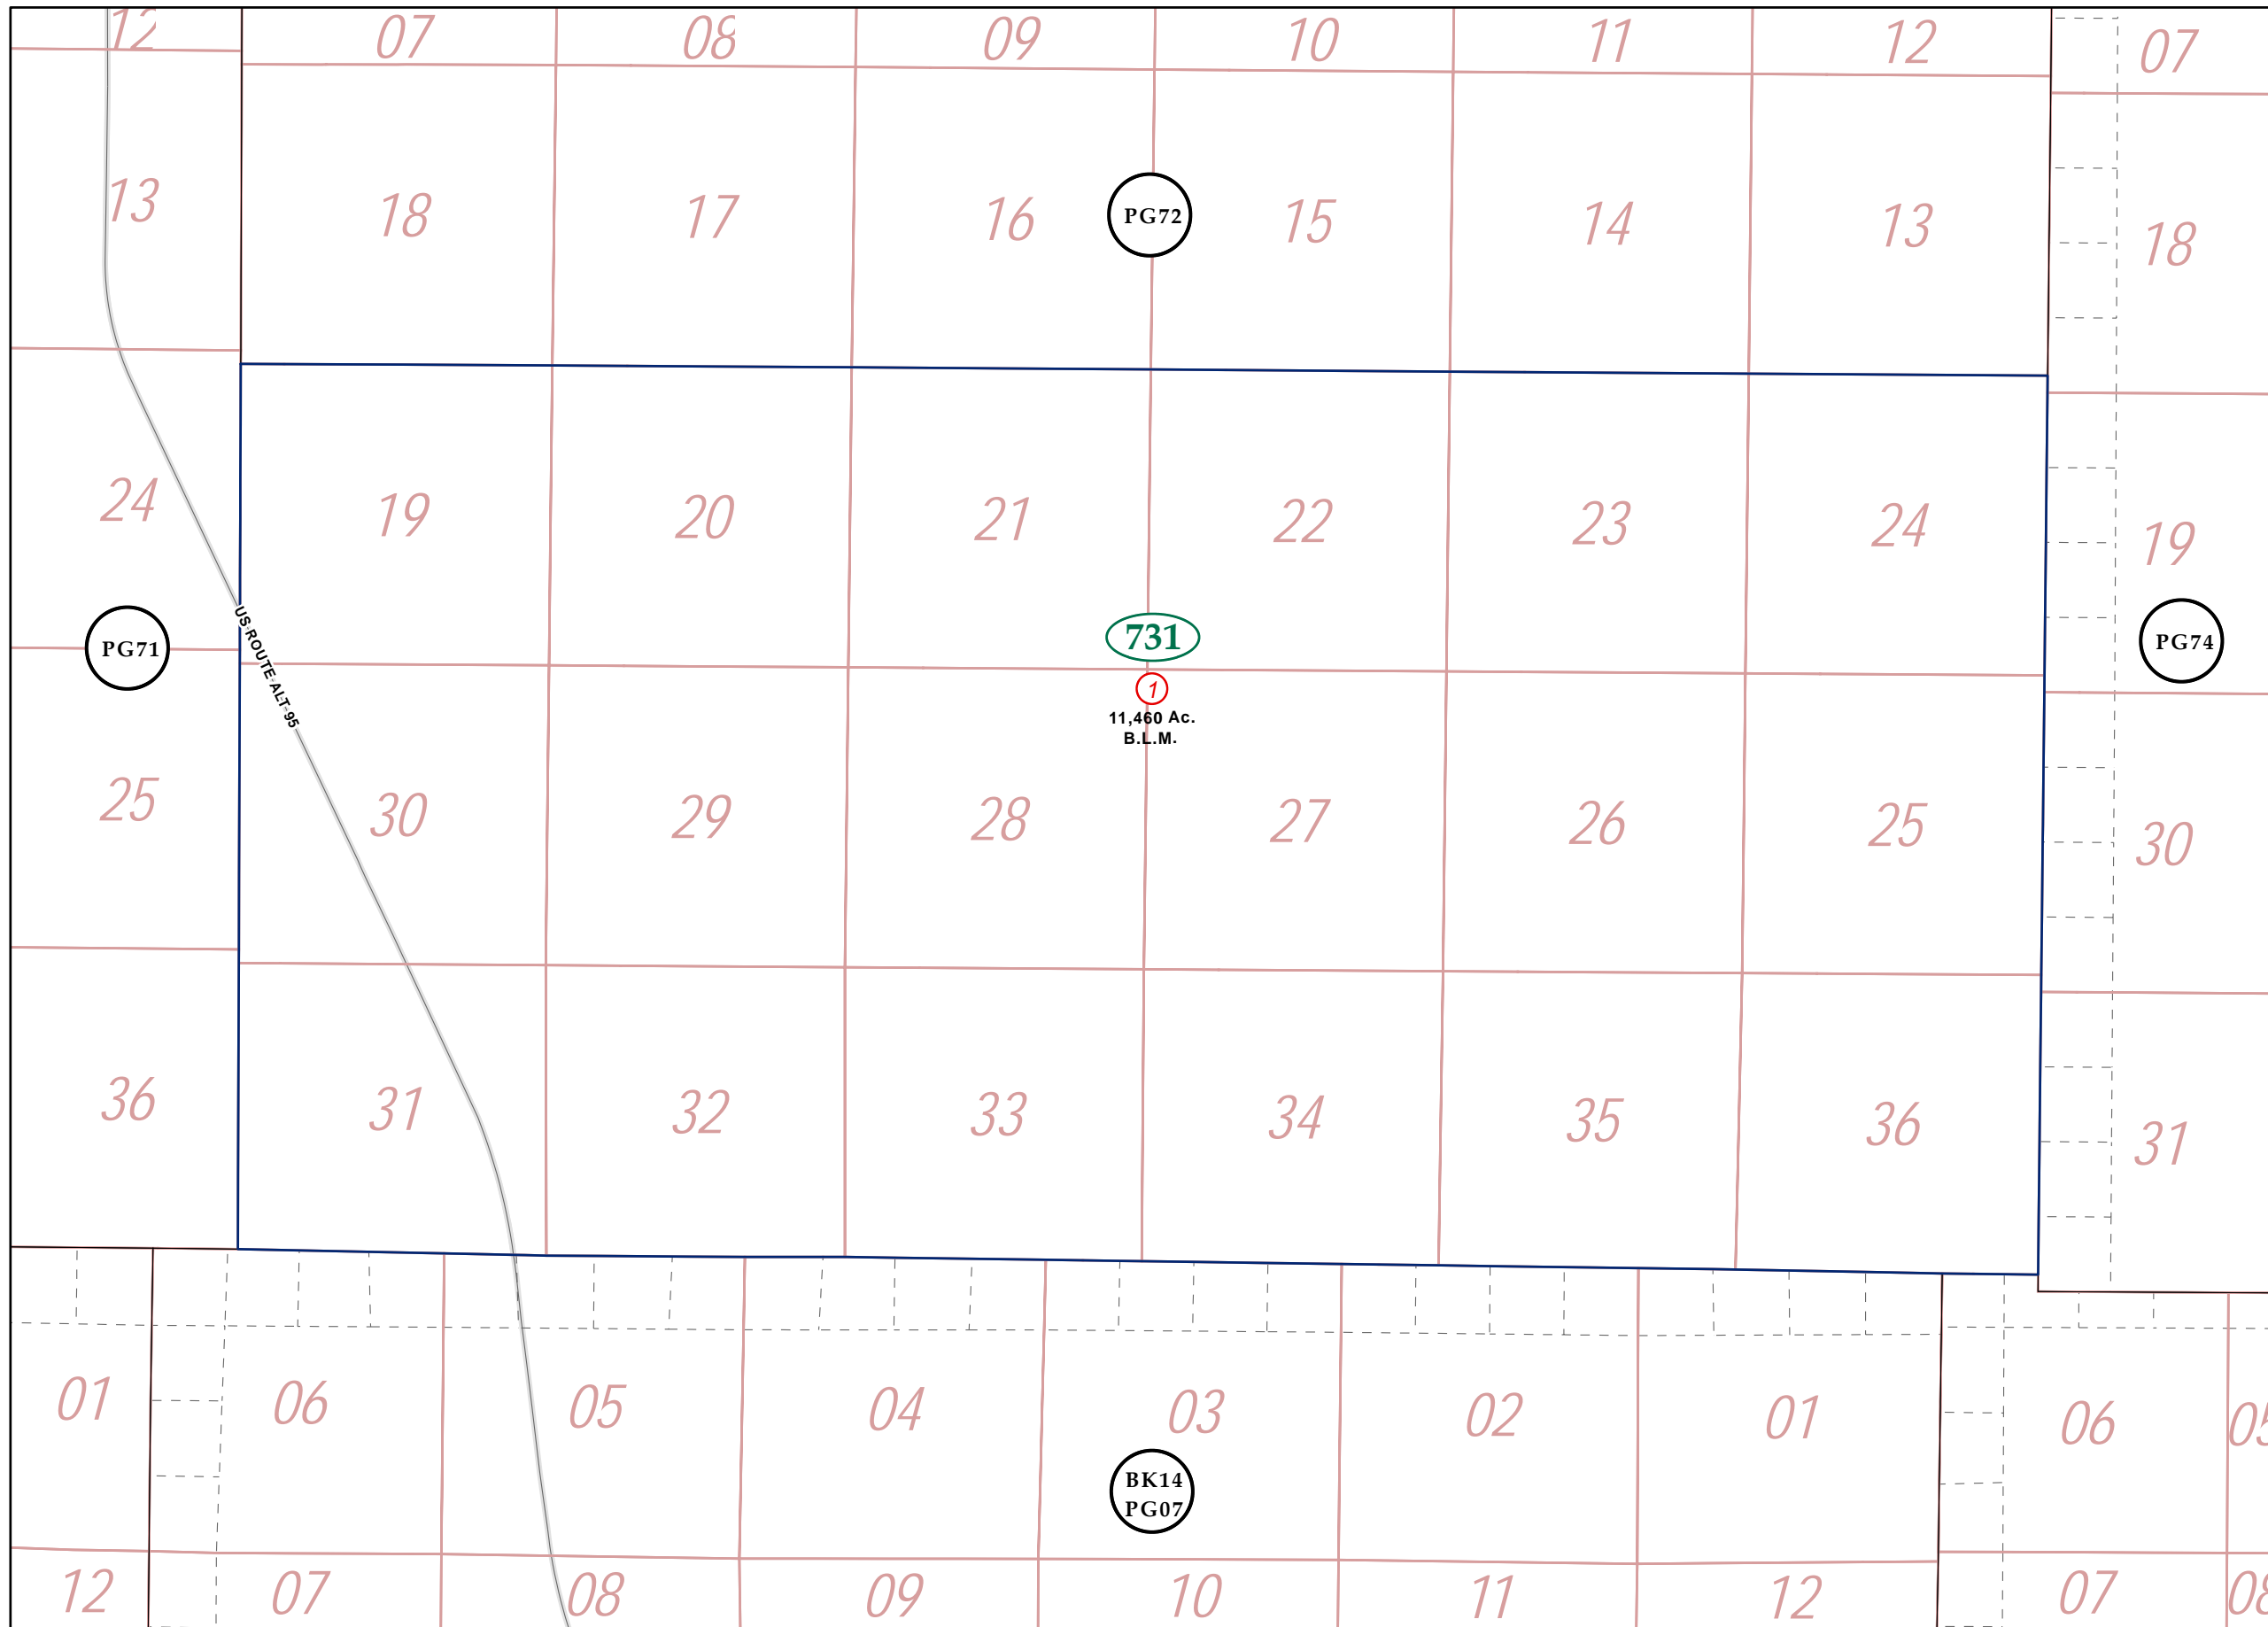 12 07 08 09 10 11 12 07
13 18 17 16 PG72 15 14 13 18
24 19 20 21 22 23 24 19
PG71 US ROUTE ALT 95 731 PG74
1
11,460 Ac.
B.L.M.
25 30 29 28 27 26 25 30
36 31 32 33 34 35 36 31
01 06 05 04 03 02 01 06 05
BK14
PG07
12 07 08 09 10 11 12 07 08